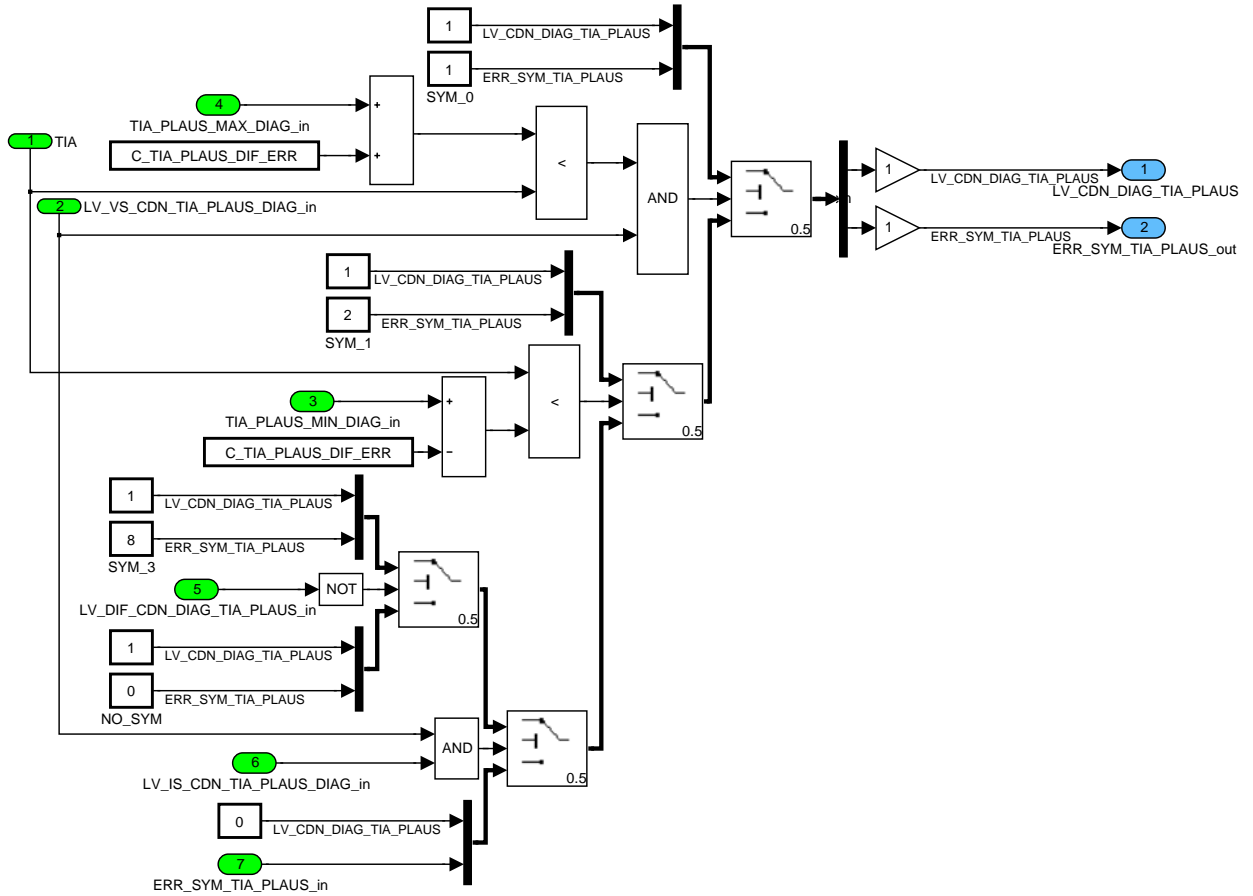 1
LV_CDN_DIAG_TIA_PLAUS
1
ERR_SYM_TIA_PLAUS
SYM_0
4
+
TIA_PLAUS_MAX_DIAG_in
1
TIA
C_TIA_PLAUS_DIF_ERR
+
<
2
LV_VS_CDN_TIA_PLAUS_DIAG_in
AND
0.5
1
LV_CDN_DIAG_TIA_PLAUS
1
LV_CDN_DIAG_TIA_PLAUS
1
ERR_SYM_TIA_PLAUS
2
ERR_SYM_TIA_PLAUS_out
1
LV_CDN_DIAG_TIA_PLAUS
2
ERR_SYM_TIA_PLAUS
SYM_1
3
+
TIA_PLAUS_MIN_DIAG_in
<
0.5
C_TIA_PLAUS_DIF_ERR
−
1
LV_CDN_DIAG_TIA_PLAUS
8
ERR_SYM_TIA_PLAUS
SYM_3
5
NOT
LV_DIF_CDN_DIAG_TIA_PLAUS_in
0.5
1
LV_CDN_DIAG_TIA_PLAUS
0
ERR_SYM_TIA_PLAUS
NO_SYM
AND
6
LV_IS_CDN_TIA_PLAUS_DIAG_in
0.5
0
LV_CDN_DIAG_TIA_PLAUS
7
ERR_SYM_TIA_PLAUS_in